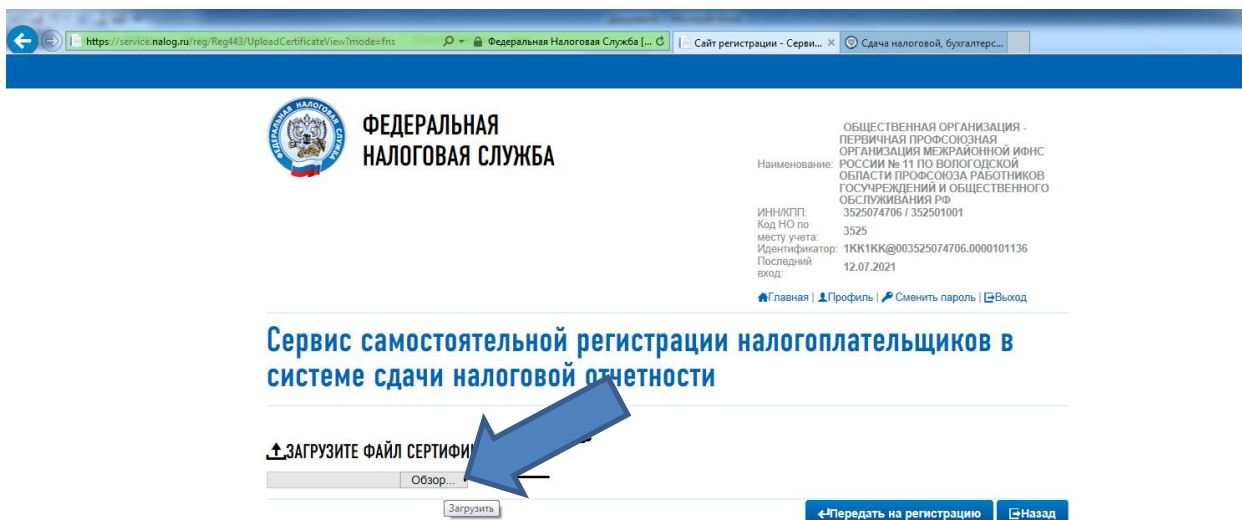 https://service.nalog.ru/reg/Reg443/UploadCertificateView?mode=fns
Федеральная Налоговая Служба [...
Сайт регистрации - Серви...
Сдача налоговой, бухгалтерс...
ФЕДЕРАЛЬНАЯ
НАЛОГОВАЯ СЛУЖБА
ФЕДЕРАЛЬНАЯ НАЛОГОВАЯ СЛУЖБА
Наименование:
ОБЩЕСТВЕННАЯ ОРГАНИЗАЦИЯ -
ПЕРВИЧНАЯ ПРОФСОЮЗНАЯ
ОРГАНИЗАЦИЯ МЕЖРАЙОННОЙ ИФНС
РОССИИ № 11 ПО ВОЛОГОДСКОЙ
ОБЛАСТИ ПРОФСОЮЗА РАБОТНИКОВ
ГОСУЧРЕЖДЕНИЙ И ОБЩЕСТВЕННОГО
ОБСЛУЖИВАНИЯ РФ
ИНН/КПП: 3525074706 / 352501001
Код НО по
месту учета: 3525
Идентификатор: 1KK1KK@003525074706.0000101136
Последний
вход: 12.07.2021
Главная | Профиль | Сменить пароль | Выход
Сервис самостоятельной регистрации налогоплательщиков в
системе сдачи налоговой отчетности
ЗАГРУЗИТЕ ФАЙЛ
Обзор...
Загрузить
Передать на регистрацию
Назад